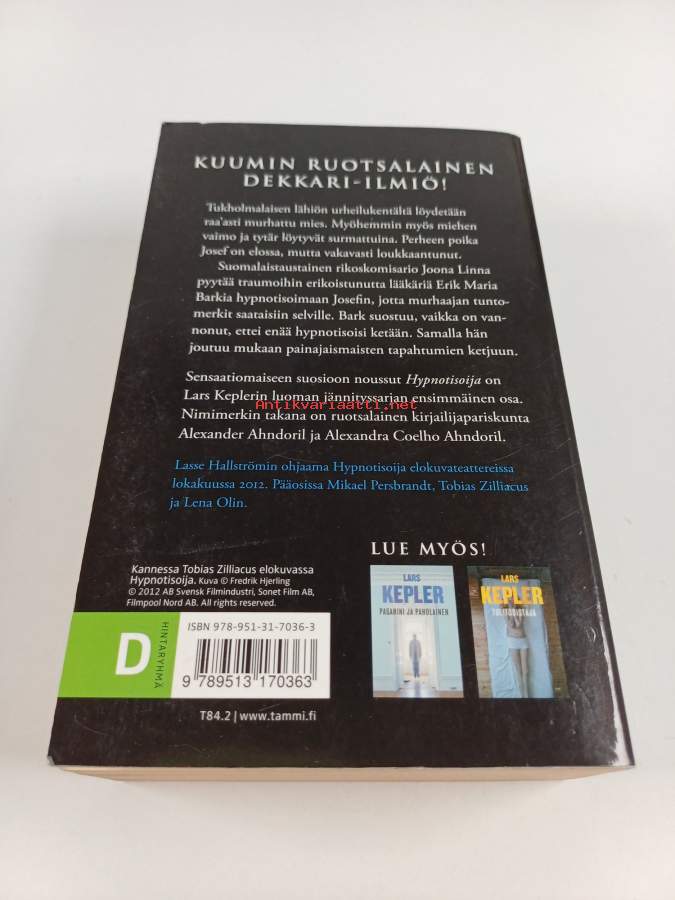 KUUMIN RUOTSALAINEN
DEKKARI-ILMIÖ!
Tukholmalaisen lähiön urheilukentältä löydetään
raa'asti murhattu mies. Myöhemmin myös miehen
vaimo ja tytär löytyvät surmattuina. Perheen poika
Josef on elossa, mutta vakavasti loukkaantunut.
Suomalaistaustainen rikoskomisario Joona Linna
pyytää traumoihin erikoistunutta lääkäriä Erik Maria
Barkia hypnotisoimaan Josefin, jotta murhaajan tunto-
merkit saataisiin selville. Bark suostuu, vaikka on van-
nonut, ettei enää hypnotisoisi ketään. Samalla hän
joutuu mukaan painajaismaisten tapahtumien ketjuun.
Sensaatiomaiseen suosioon noussut Hypnotisoija on
Lars Keplerin luoman jännityssarjan ensimmäinen osa.
Antikvariaatti.net
Nimimerkin takana on ruotsalainen kirjailijapariskunta
Alexander Ahndoril ja Alexandra Coelho Ahndoril.
Lasse Hallströmin ohjaama Hypnotisoija elokuvateattereissa
lokakuussa 2012. Pääosissa Mikael Persbrandt, Tobias Zilliacus
ja Lena Olin.
LUE MYÖS!
Kannessa Tobias Zilliacus elokuvassa
Hypnotisoija. Kuva © Fredrik Hjerling
© 2012 AB Svensk Filmindustri, Sonet Film AB,
Filmpool Nord AB. All rights reserved.
LARS
KEPLER
PAGANINI JA PAHOLAINEN
LARS
KEPLER
TULITODISTAJA
D
HINTARYHMÄ
ISBN 978-951-31-7036-3
9 789513 170363
T84.2 | www.tammi.fi